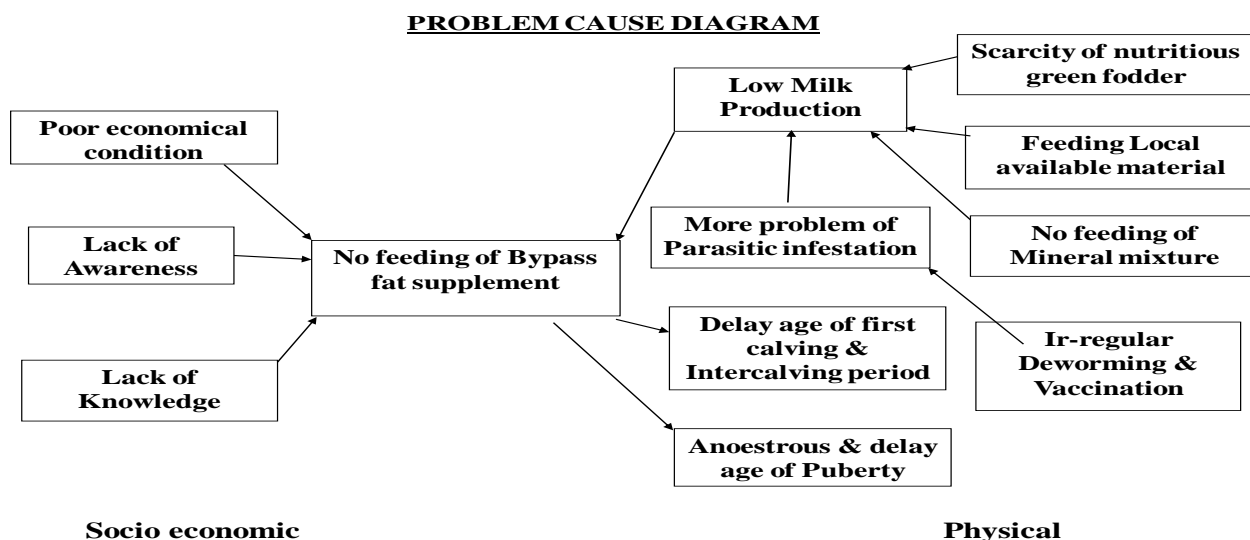 PROBLEM CAUSE DIAGRAM
Scarcity of nutritious
green fodder
Low Milk
Production
Poor economical
condition
Feeding Local
available material
More problem of
Parasitic infestation
No feeding of
Mineral mixture
Lack of
Awareness
No feeding of Bypass
fat supplement
Delay age of first
calving &
Intercalving period
Ir-regular
Deworming &
Vaccination
Lack of
Knowledge
Anoestrous & delay
age of Puberty
Socio economic
Physical